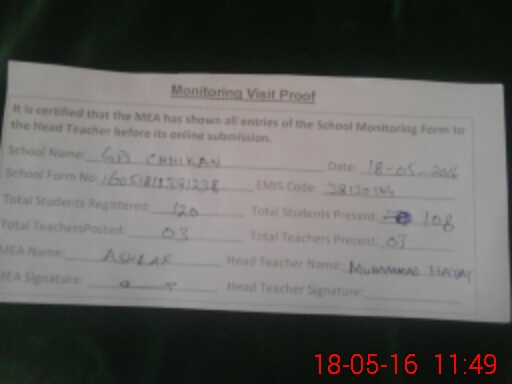 Monitoring Visit Proof
It is certified that the MEA has shown all entries of the School Monitoring Form to
the Head Teacher before its online submission.
School Name: GPS CHHIKAN Date: 18-05-2016
School Form No: EMIS Code:
Total Students Registered: 120 Total Students Present: 108
Total TeachersPosted: 03 Total Teachers Present: 03
MEA Name: ASHRAF Head Teacher Name: MUHAMMAD HAYAT
MEA Signature: Head Teacher Signature:
18-05-16 11:49